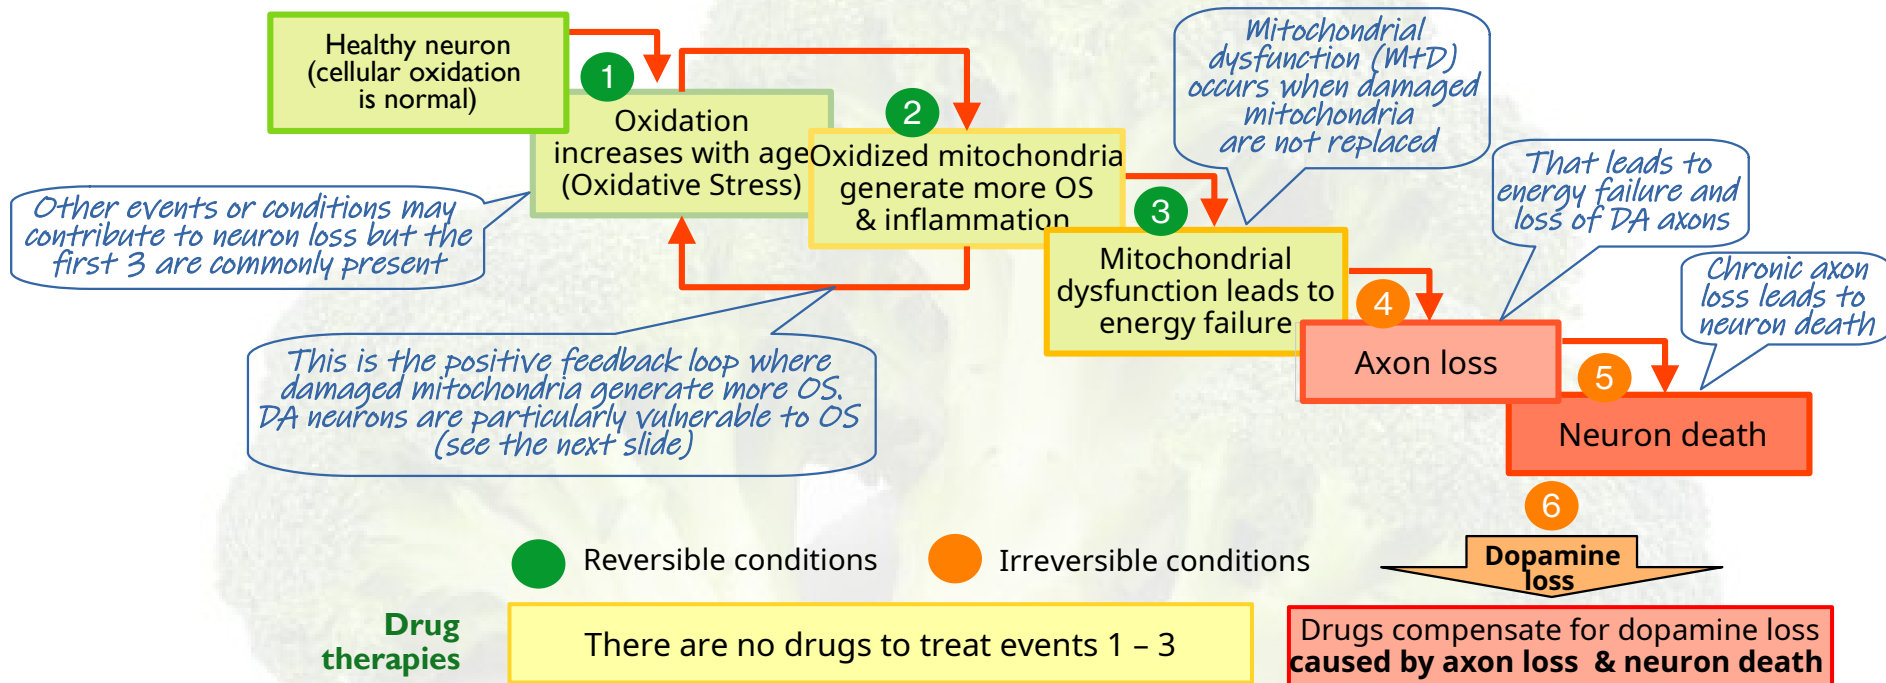 Healthy neuron
(cellular oxidation
is normal)
1
Oxidation
increases with age
(Oxidative Stress)
2
Oxidized mitochondria
generate more OS
& inflammation
Mitochondrial
dysfunction (MtD)
occurs when damaged
mitochondria
are not replaced
3
Mitochondrial
dysfunction leads to
energy failure
That leads to
energy failure and
loss of DA axons
4
Axon loss
Chronic axon
loss leads to
neuron death
5
Neuron death
Other events or conditions may
contribute to neuron loss but the
first 3 are commonly present
This is the positive feedback loop where
damaged mitochondria generate more OS.
DA neurons are particularly vulnerable to OS
(see the next slide)
6
Dopamine
loss
Reversible conditions
Irreversible conditions
Drug
therapies
There are no drugs to treat events 1 – 3
Drugs compensate for dopamine loss
caused by axon loss & neuron death